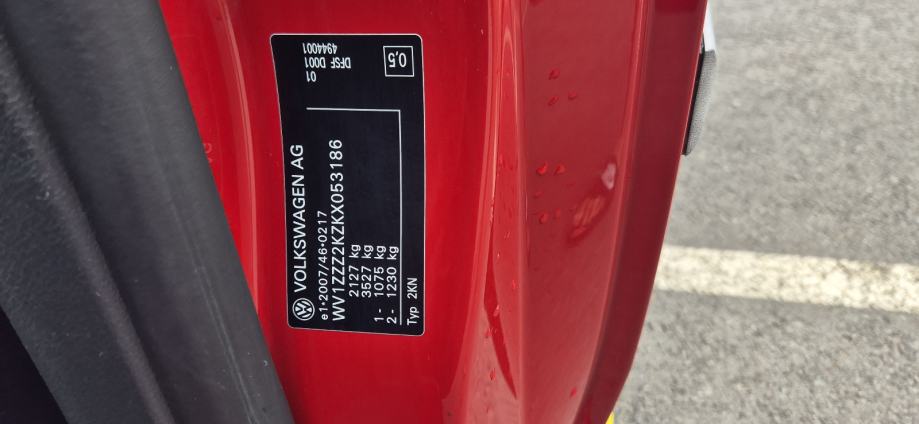 VOLKSWAGEN AG
e1*2007/46*0217
WV1ZZZ2KZKX053186
2127 kg
3527 kg
1- 1075 kg
2- 1230 kg
Typ 2KN
01
DFSF D001
4944001
0,5